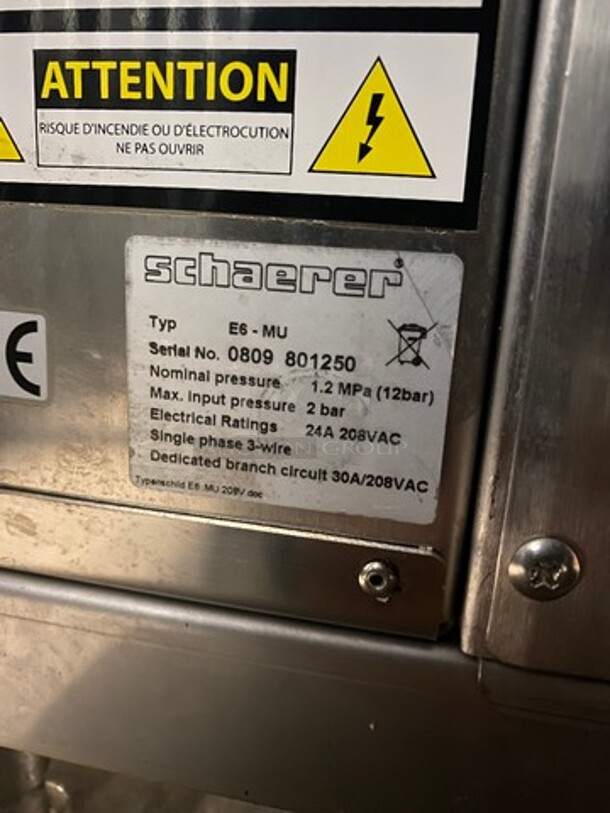 ATTENTION
RISQUE D'INCENDIE OU D'ÉLECTROCUTION
NE PAS OUVRIR
schaerer®
Typ E6 - MU
Serial No. 0809 801250
Nominal pressure 1.2 MPa (12bar)
Max. input pressure 2 bar
Electrical Ratings 24A 208VAC
Single phase 3-wire
Dedicated branch circuit 30A/208VAC
Typenschild E6 MU 208V.doc
CE
GROUP